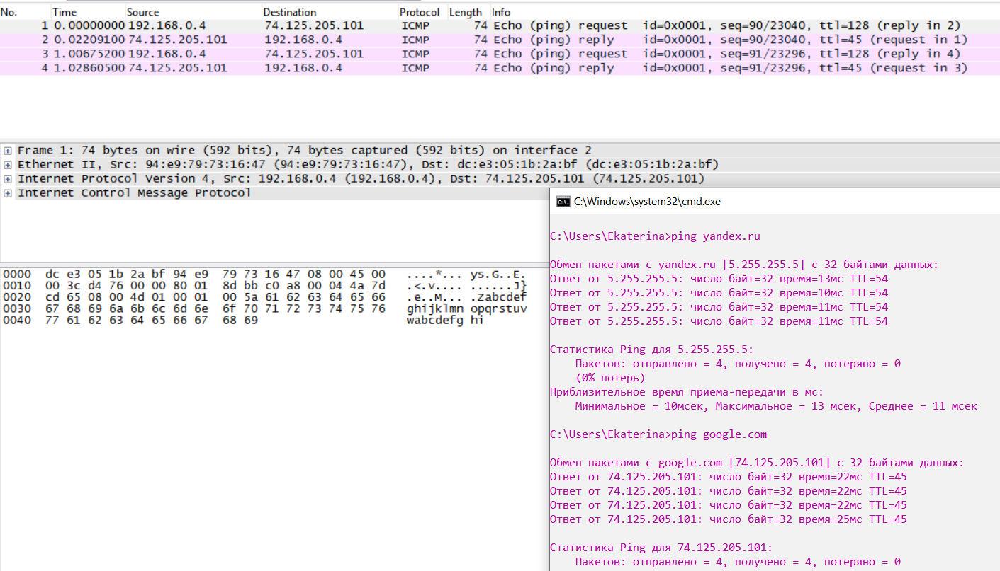 No. Time Source Destination Protocol Length Info
1 0.00000000 192.168.0.4 74.125.205.101 ICMP 74 Echo (ping) request id=0x0001, seq=90/23040, ttl=128 (reply in 2)
2 0.02209100 74.125.205.101 192.168.0.4 ICMP 74 Echo (ping) reply id=0x0001, seq=90/23040, ttl=45 (request in 1)
3 1.00675200 192.168.0.4 74.125.205.101 ICMP 74 Echo (ping) request id=0x0001, seq=91/23296, ttl=128 (reply in 4)
4 1.02860500 74.125.205.101 192.168.0.4 ICMP 74 Echo (ping) reply id=0x0001, seq=91/23296, ttl=45 (request in 3)
Frame 1: 74 bytes on wire (592 bits), 74 bytes captured (592 bits) on interface 2
Ethernet II, Src: 94:e9:79:73:16:47 (94:e9:79:73:16:47), Dst: dc:e3:05:1b:2a:bf (dc:e3:05:1b:2a:bf)
Internet Protocol Version 4, Src: 192.168.0.4 (192.168.0.4), Dst: 74.125.205.101 (74.125.205.101)
Internet Control Message Protocol
0000 dc e3 05 1b 2a bf 94 e9 79 73 16 47 08 00 45 00 ....*... ys.G..E.
0010 00 3c d4 76 00 00 80 01 8d bb c0 a8 00 04 4a 7d .<.v.... ......J}
0020 cd 65 08 00 4d 01 00 01 00 5a 61 62 63 64 65 66 .e..M... .Zabcdef
0030 67 68 69 6a 6b 6c 6d 6e 6f 70 71 72 73 74 75 76 ghijklmn opqrstuv
0040 77 61 62 63 64 65 66 67 68 69 wabcdefg hi
C:\Windows\system32\cmd.exe
C:\Users\Ekaterina>ping yandex.ru
Обмен пакетами с yandex.ru [5.255.255.5] с 32 байтами данных:
Ответ от 5.255.255.5: число байт=32 время=13мс TTL=54
Ответ от 5.255.255.5: число байт=32 время=10мс TTL=54
Ответ от 5.255.255.5: число байт=32 время=11мс TTL=54
Ответ от 5.255.255.5: число байт=32 время=11мс TTL=54
Статистика Ping для 5.255.255.5:
Пакетов: отправлено = 4, получено = 4, потеряно = 0
(0% потерь)
Приблизительное время приема-передачи в мс:
Минимальное = 10мсек, Максимальное = 13 мсек, Среднее = 11 мсек
C:\Users\Ekaterina>ping google.com
Обмен пакетами с google.com [74.125.205.101] с 32 байтами данных:
Ответ от 74.125.205.101: число байт=32 время=22мс TTL=45
Ответ от 74.125.205.101: число байт=32 время=22мс TTL=45
Ответ от 74.125.205.101: число байт=32 время=22мс TTL=45
Ответ от 74.125.205.101: число байт=32 время=25мс TTL=45
Статистика Ping для 74.125.205.101:
Пакетов: отправлено = 4, получено = 4, потеряно = 0